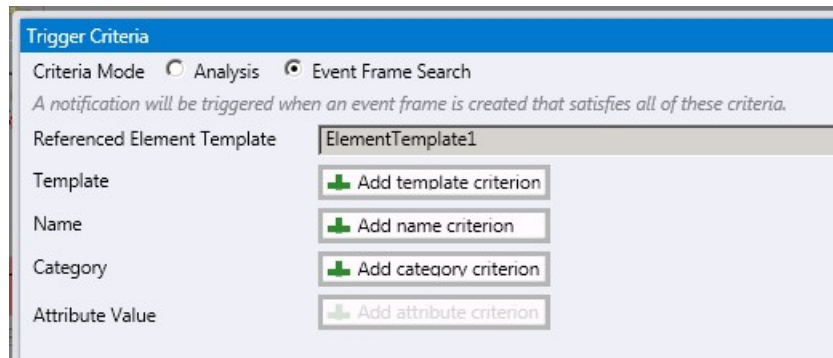 Trigger Criteria
Criteria Mode Analysis Event Frame Search
A notification will be triggered when an event frame is created that satisfies all of these criteria.
Referenced Element Template ElementTemplate1
Template Add template criterion
Name Add name criterion
Category Add category criterion
Attribute Value Add attribute criterion